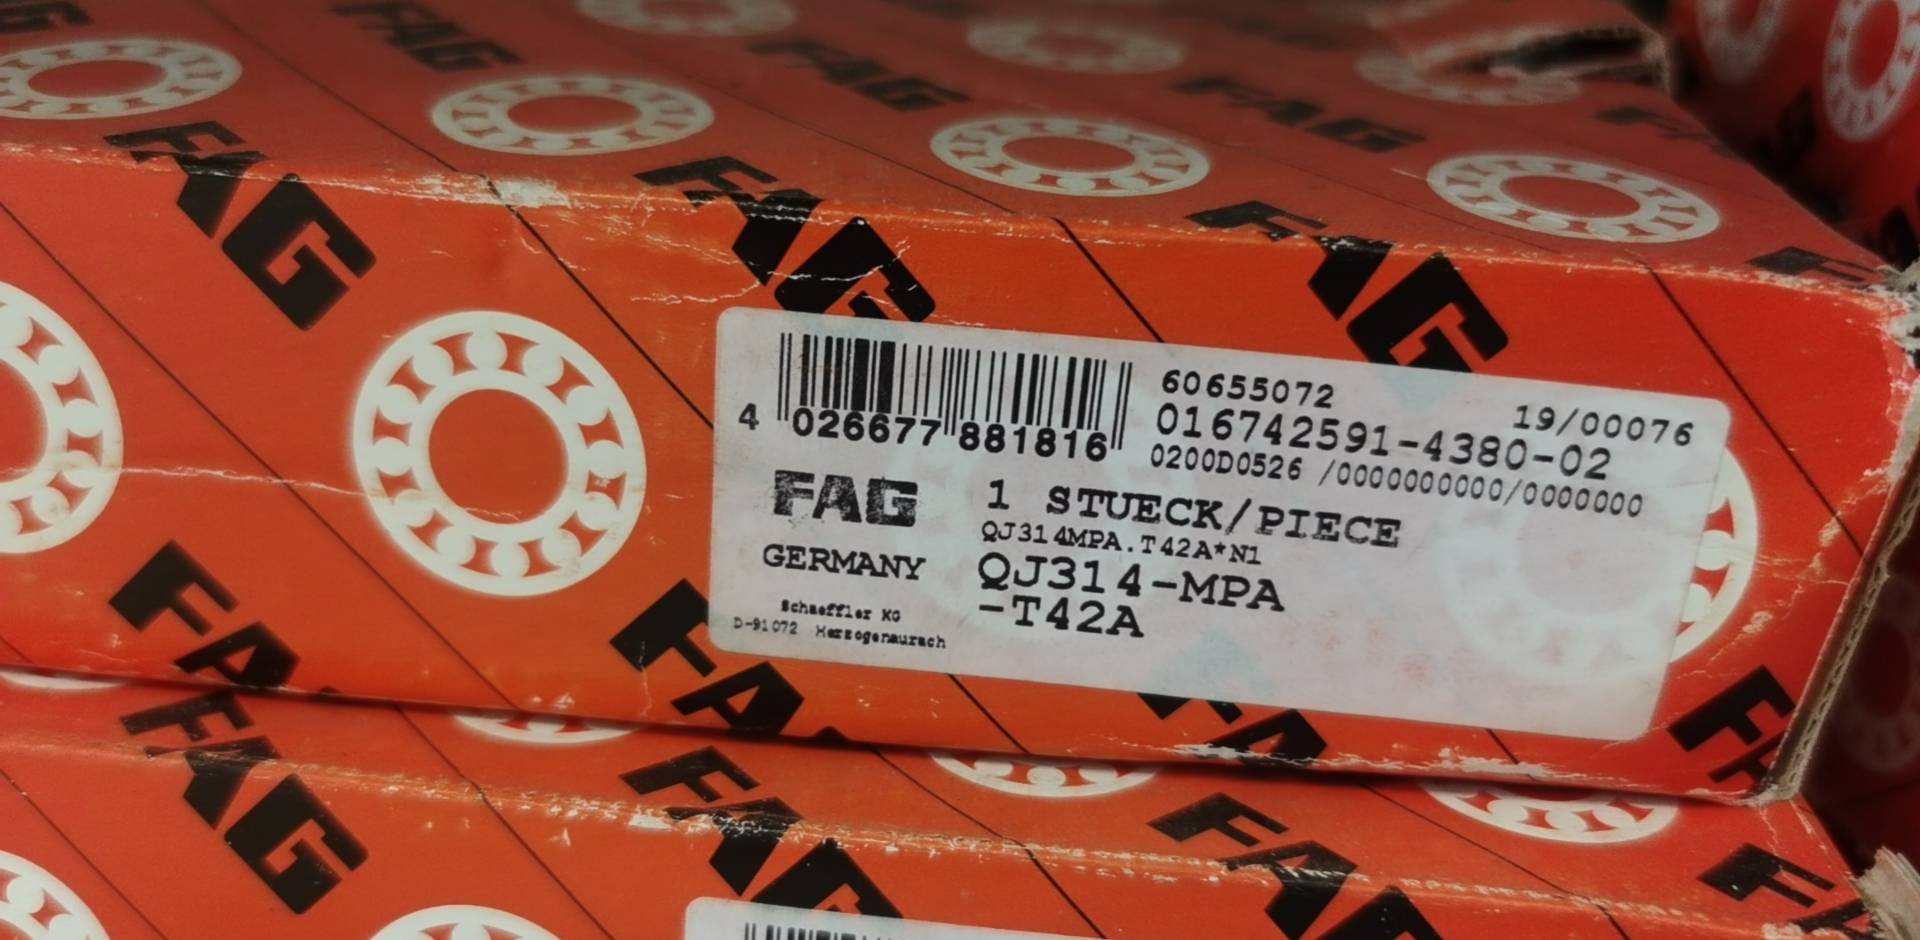 FAG FAG FAG FAG
FAG FAG FAG
4 026677 881816
60655072
19/00076
016742591-4380-02
0200D0526 /0000000000/0000000
FAG
1 STUECK/PIECE
QJ314MPA.T42A*N1
GERMANY
QJ314-MPA
-T42A
Schaeffler KG
D-91072 Herzogenaurach
FAG FAG FAG